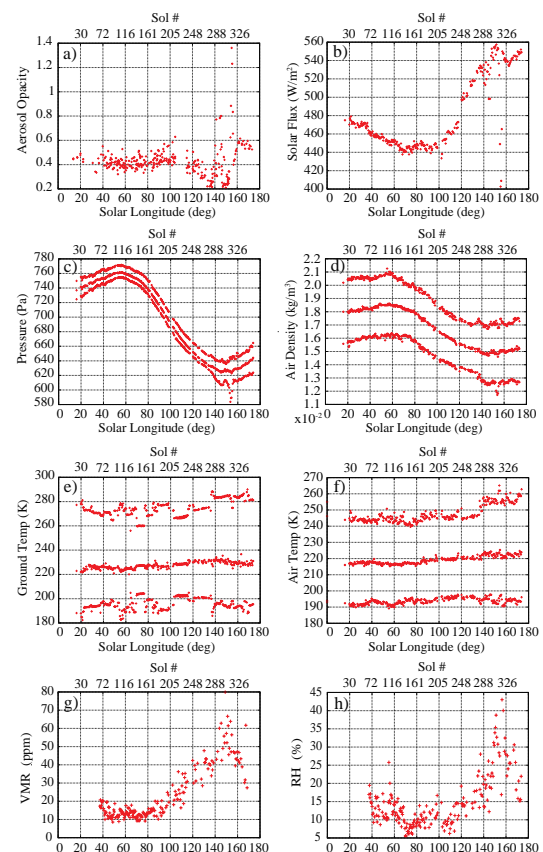 Sol #
30 72 116 161 205 248 288 326
a)
Aerosol Opacity
1.4
1.2
1
0.8
0.6
0.4
0.2
0 20 40 60 80 100 120 140 160 180
Solar Longitude (deg)
Sol #
30 72 116 161 205 248 288 326
b)
Solar Flux (W/m²)
560
540
520
500
480
460
440
420
400
0 20 40 60 80 100 120 140 160 180
Solar Longitude (deg)
Sol #
30 72 116 161 205 248 288 326
c)
Pressure (Pa)
780
760
740
720
700
680
660
640
620
600
580
0 20 40 60 80 100 120 140 160 180
Solar Longitude (deg)
Sol #
30 72 116 161 205 248 288 326
d)
Air Density (kg/m³)
2.2
2.1
2.0
1.9
1.8
1.7
1.6
1.5
1.4
1.3
1.2
1.1
x10⁻²
0 20 40 60 80 100 120 140 160 180
Solar Longitude (deg)
Sol #
30 72 116 161 205 248 288 326
e)
Ground Temp (K)
300
280
260
240
220
200
180
0 20 40 60 80 100 120 140 160 180
Solar Longitude (deg)
Sol #
30 72 116 161 205 248 288 326
f)
Air Temp (K)
270
260
250
240
230
220
210
200
190
180
0 20 40 60 80 100 120 140 160 180
Solar Longitude (deg)
Sol #
30 72 116 161 205 248 288 326
g)
VMR (ppm)
80
70
60
50
40
30
20
10
0
0 20 40 60 80 100 120 140 160 180
Solar Longitude (deg)
Sol #
30 72 116 161 205 248 288 326
h)
RH (%)
45
40
35
30
25
20
15
10
5
0 20 40 60 80 100 120 140 160 180
Solar Longitude (deg)